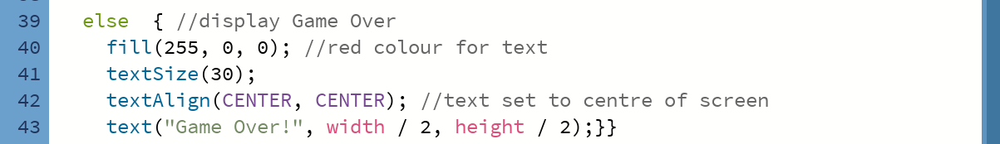 39 else { //display Game Over
40 fill(255, 0, 0); //red colour for text
41 textSize(30);
42 textAlign(CENTER, CENTER); //text set to centre of screen
43 text("Game Over!", width / 2, height / 2);}}